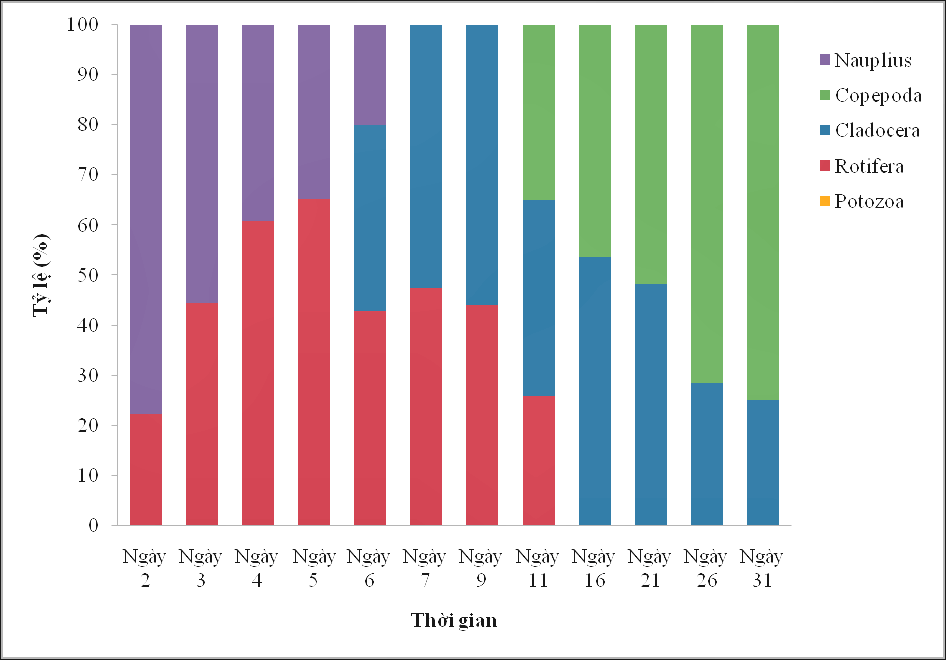 100
90
80
70
60
50
40
30
20
10
0
Tỷ lệ (%)
Ngày Ngày Ngày Ngày Ngày Ngày Ngày Ngày Ngày Ngày Ngày Ngày
2 3 4 5 6 7 9 11 16 21 26 31
Thời gian
Nauplius
Copepoda
Cladocera
Rotifera
Potozoa